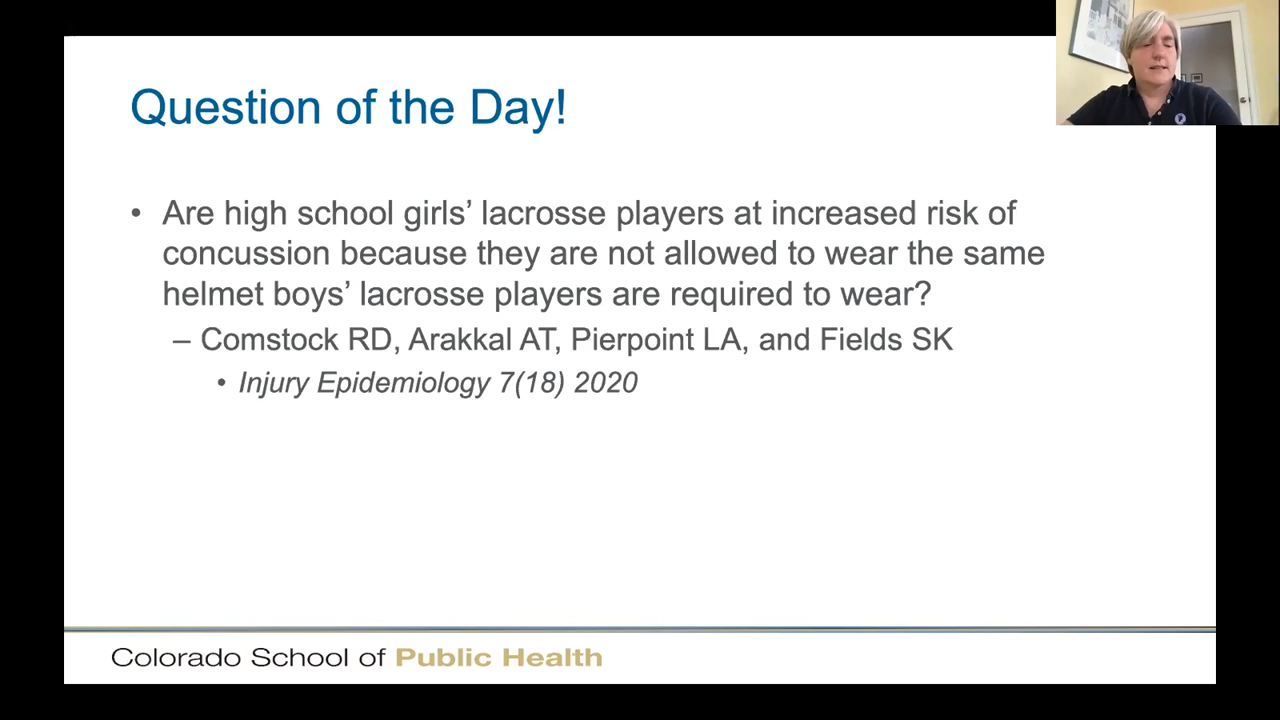 Question of the Day!
• Are high school girls’ lacrosse players at increased risk of
concussion because they are not allowed to wear the same
helmet boys’ lacrosse players are required to wear?
– Comstock RD, Arakkal AT, Pierpoint LA, and Fields SK
• Injury Epidemiology 7(18) 2020
Colorado School of Public Health